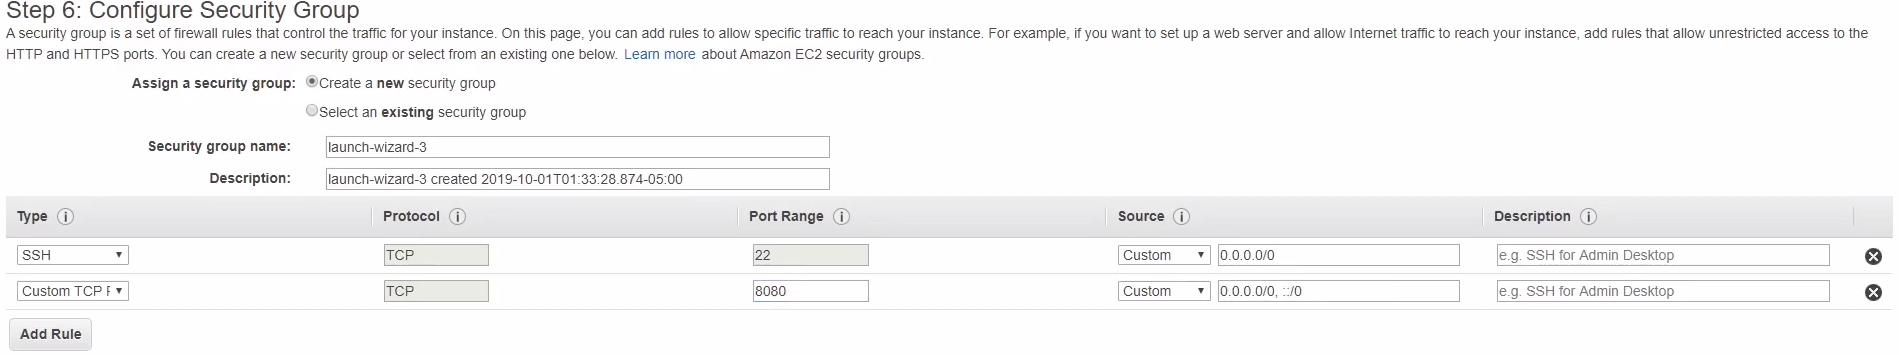 Step 6: Configure Security Group
A security group is a set of firewall rules that control the traffic for your instance. On this page, you can add rules to allow specific traffic to reach your instance. For example, if you want to set up a web server and allow Internet traffic to reach your instance, add rules that allow unrestricted access to the
HTTP and HTTPS ports. You can create a new security group or select from an existing one below. Learn more about Amazon EC2 security groups.
Assign a security group: Create a new security group
Select an existing security group
Security group name: launch-wizard-3
Description: launch-wizard-3 created 2019-10-01T01:33:28.874-05:00
Type i Protocol i Port Range i Source i Description i
SSH TCP 22 Custom 0.0.0.0/0 e.g. SSH for Admin Desktop
Custom TCP F TCP 8080 Custom 0.0.0.0/0, ::/0 e.g. SSH for Admin Desktop
Add Rule